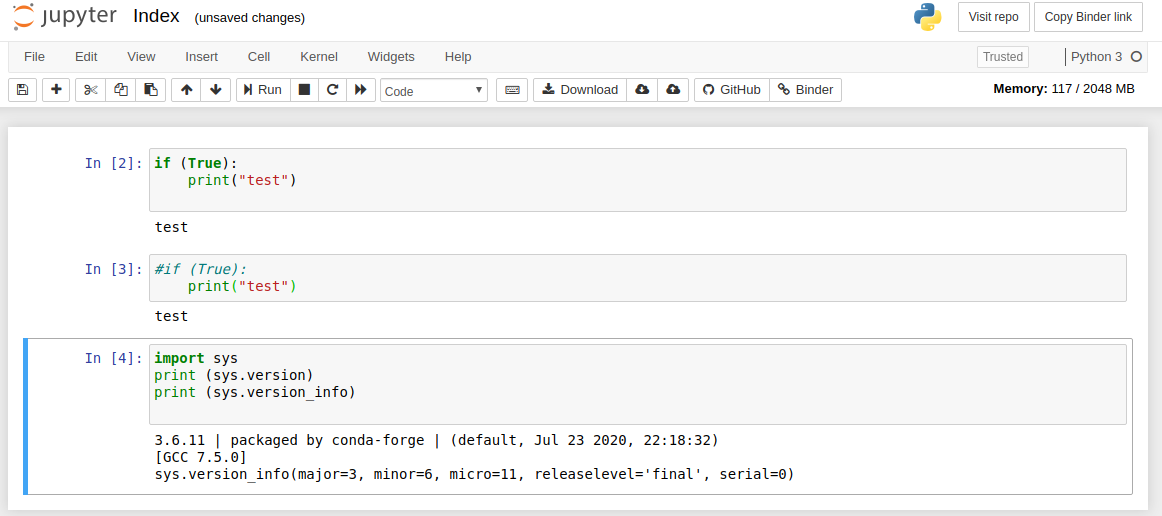 jupyter Index (unsaved changes) Visit repo Copy Binder link
File Edit View Insert Cell Kernel Widgets Help Trusted Python 3
Run Code Download GitHub Binder Memory: 117 / 2048 MB
In [2]: if (True):
    print("test")
test
In [3]: #if (True):
    print("test")
test
In [4]: import sys
print (sys.version)
print (sys.version_info)
3.6.11 | packaged by conda-forge | (default, Jul 23 2020, 22:18:32)
[GCC 7.5.0]
sys.version_info(major=3, minor=6, micro=11, releaselevel='final', serial=0)